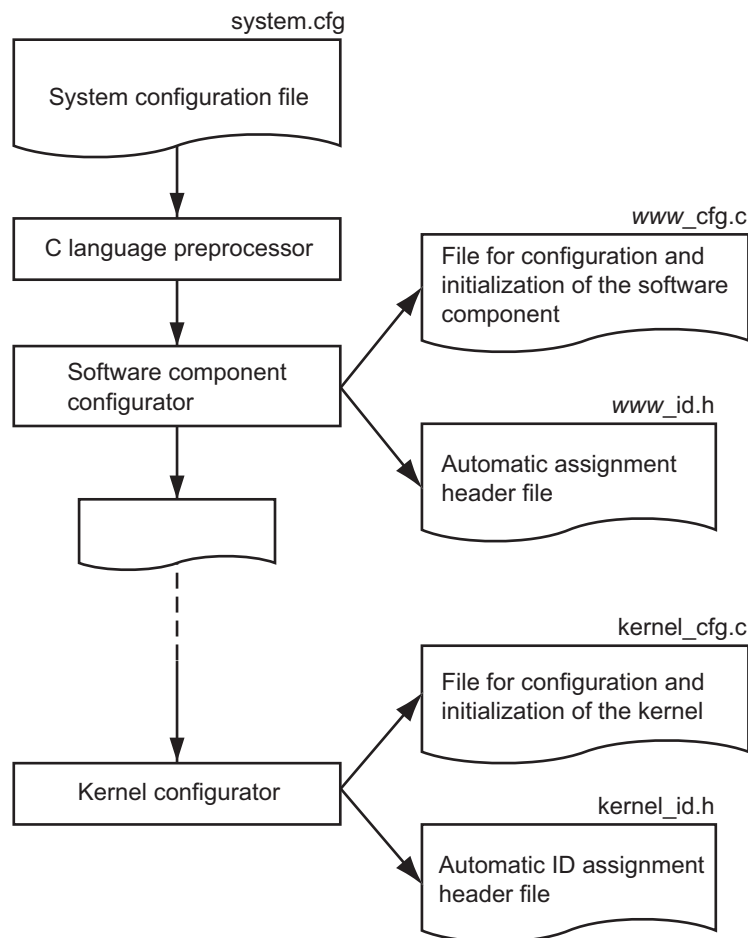 system.cfg
System configuration file
C language preprocessor
www_cfg.c
File for configuration and
initialization of the software
component
Software component
configurator
www_id.h
Automatic assignment
header file
kernel_cfg.c
File for configuration and
initialization of the kernel
Kernel configurator
kernel_id.h
Automatic ID assignment
header file